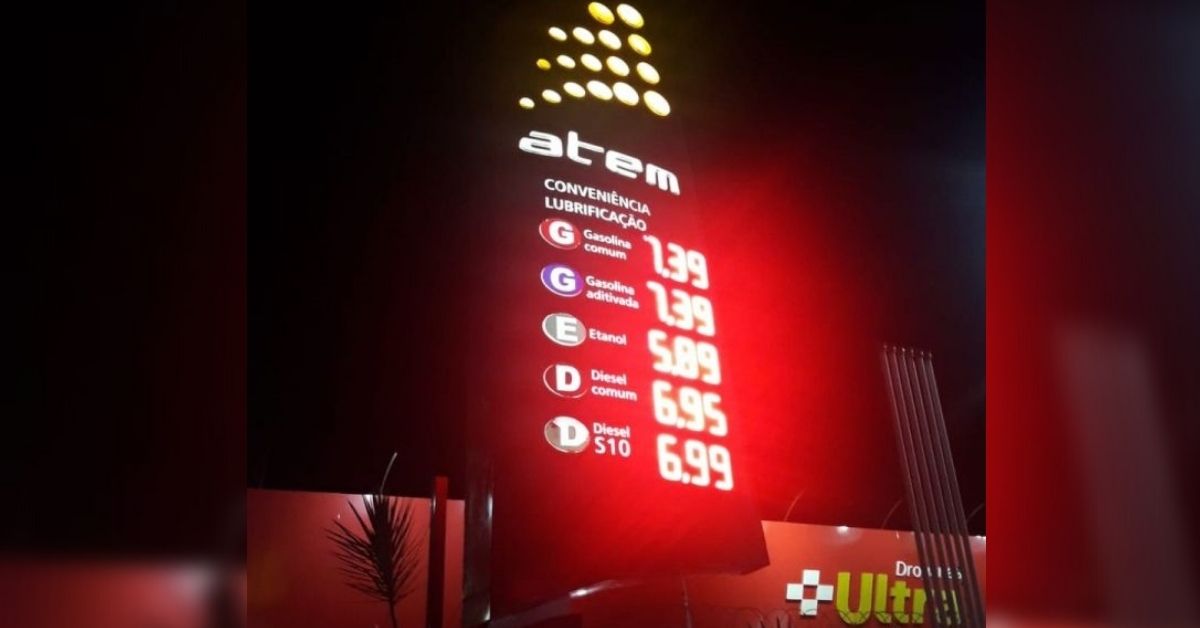 atem
CONVENIÊNCIA
LUBRIFICAÇÃO
G Gasolina
comum 7,39
G Gasolina
aditivada 7,39
E Etanol 5,89
D Diesel
comum 6,95
D Diesel
S10 6,99
Ultra